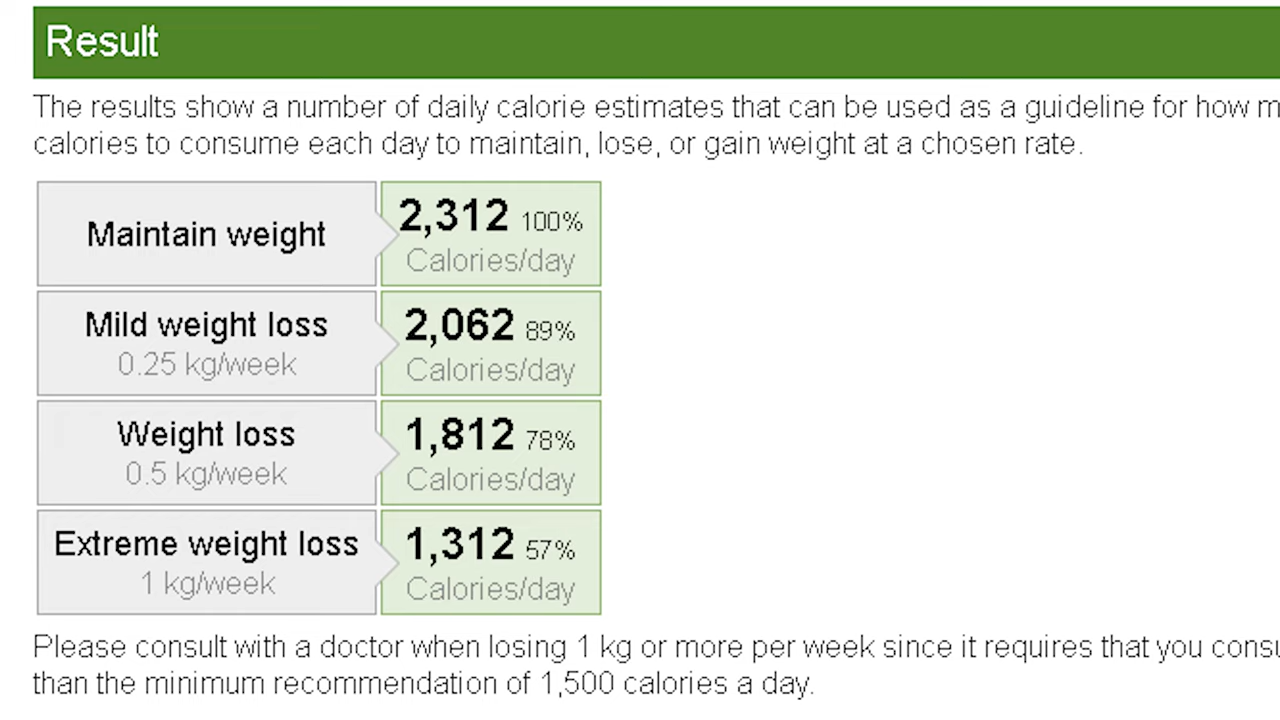 Result
The results show a number of daily calorie estimates that can be used as a guideline for how
calories to consume each day to maintain, lose, or gain weight at a chosen rate.
Maintain weight
2,312 100%
Calories/day
Mild weight loss
0.25 kg/week
2,062 89%
Calories/day
Weight loss
0.5 kg/week
1,812 78%
Calories/day
Extreme weight loss
1 kg/week
1,312 57%
Calories/day
Please consult with a doctor when losing 1 kg or more per week since it requires that you
than the minimum recommendation of 1,500 calories a day.